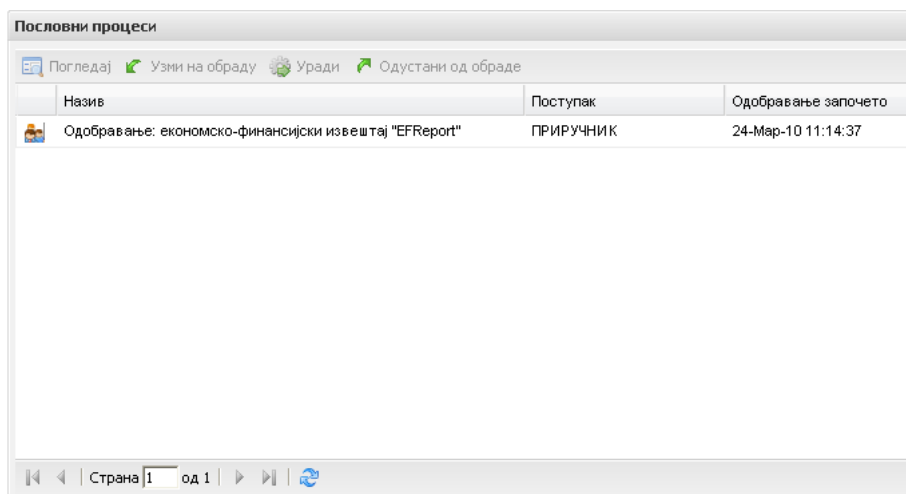 Пословни процеси
Погледај Узми на обраду Уради Одустани од обраде
Назив Поступак Одобравање започето
Одобравање: економско-финансијски извештај "EFReport" ПРИРУЧНИК 24-Мар-10 11:14:37
Страна 1 од 1